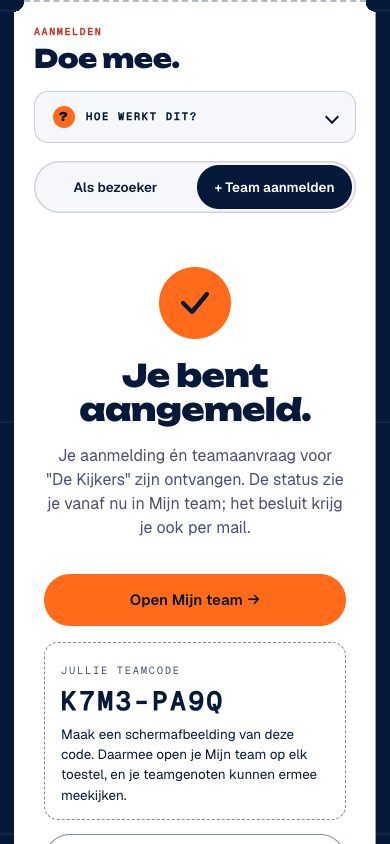 AANMELDEN
Doe mee.
? HOE WERKT DIT?
Als bezoeker
+ Team aanmelden
Je bent
aangemeld.
Je aanmelding én teamaanvraag voor
"De Kijkers" zijn ontvangen. De status zie
je vanaf nu in Mijn team; het besluit krijg
je ook per mail.
Open Mijn team →
JULLIE TEAMCODE
K7M3-PA9Q
Maak een schermafbeelding van deze
code. Daarmee open je Mijn team op elk
toestel, en je teamgenoten kunnen ermee
meekijken.